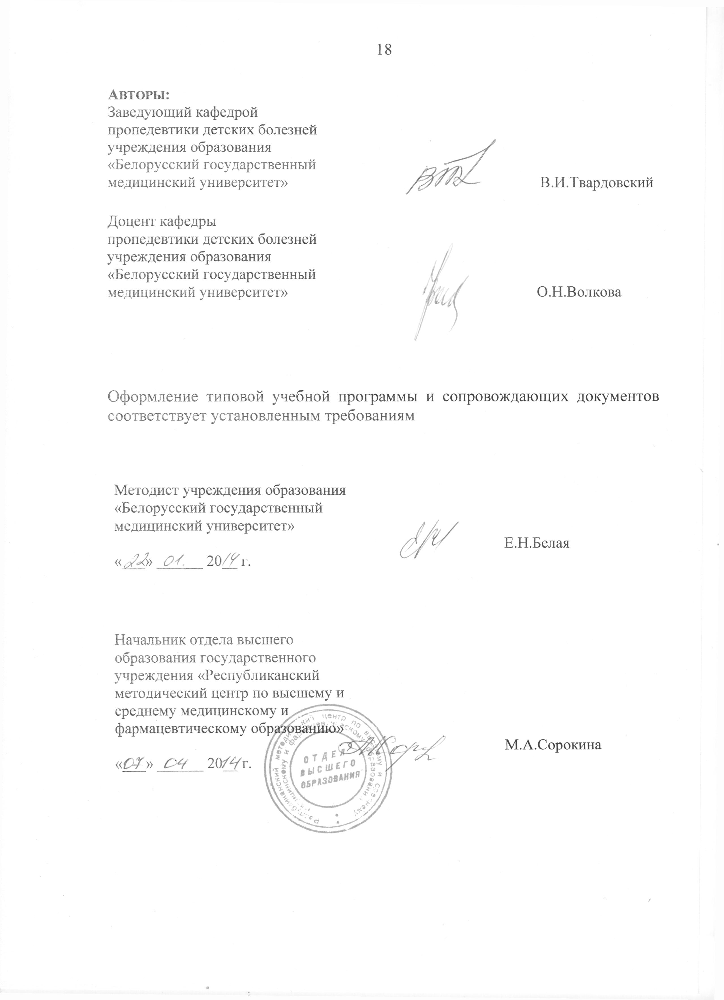 18
АВТОРЫ:
Заведующий кафедрой
пропедевтики детских болезней
учреждения образования
«Белорусский государственный
медицинский университет»
В.И.Твардовский
Доцент кафедры
пропедевтики детских болезней
учреждения образования
«Белорусский государственный
медицинский университет»
О.Н.Волкова
Оформление типовой учебной программы и сопровождающих документов
соответствует установленным требованиям
Методист учреждения образования
«Белорусский государственный
медицинский университет»
Е.Н.Белая
«22» 01. 2014 г.
Начальник отдела высшего
образования государственного
учреждения «Республиканский
методический центр по высшему и
среднему медицинскому и
фармацевтическому образованию»
М.А.Сорокина
«07» 04 2014 г.
Республиканский методический центр по высшему и среднему
медицинскому и фармацевтическому образованию
ОТДЕЛ
ВЫСШЕГО
ОБРАЗОВАНИЯ